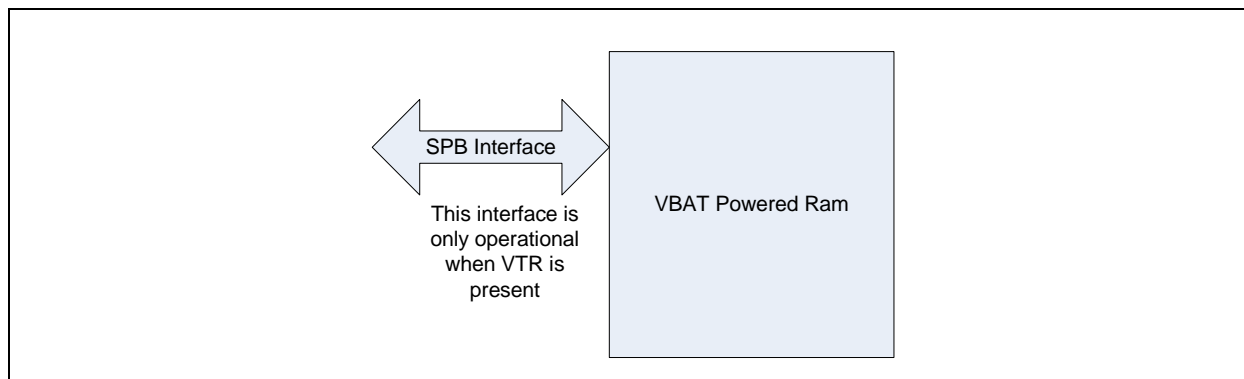 SPB Interface
This interface is
only operational
when VTR is
present
VBAT Powered Ram